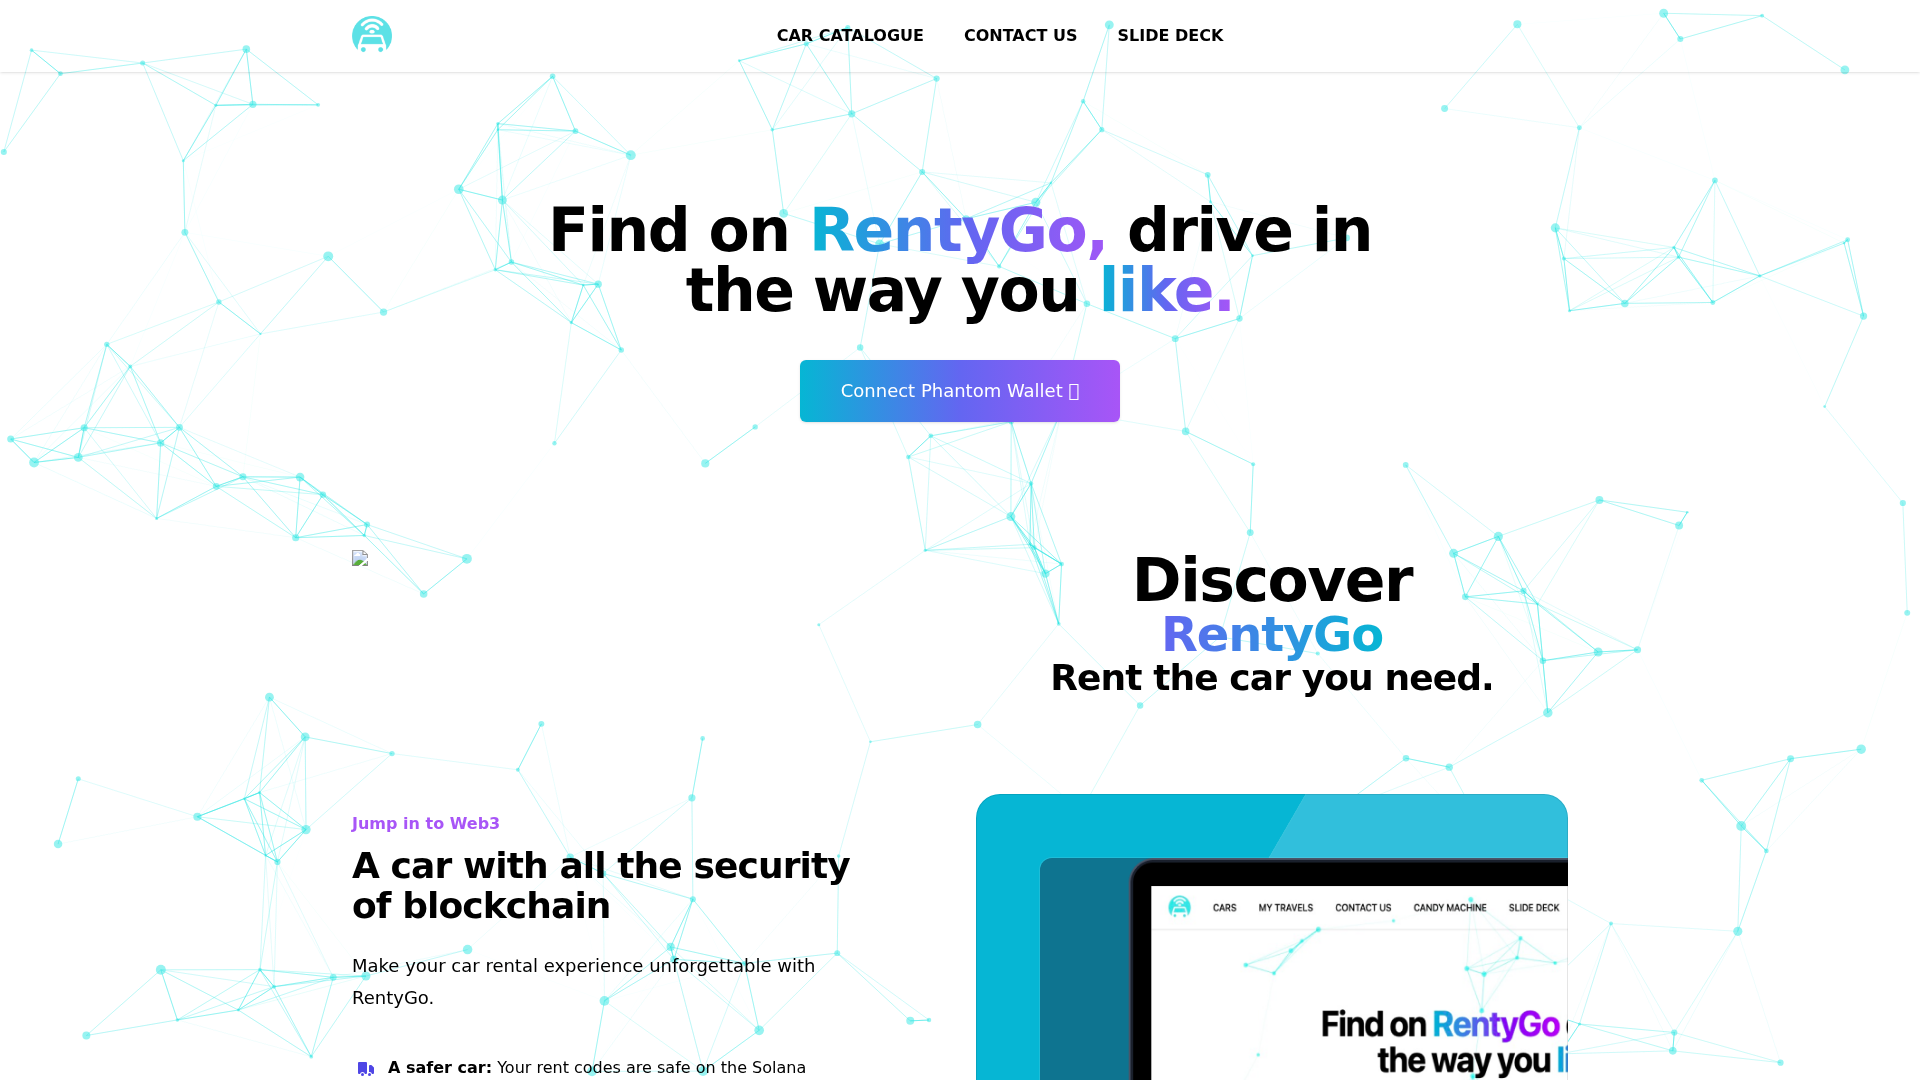 CAR CATALOGUE CONTACT US SLIDE DECK
Find on RentyGo, drive in
the way you like.
Connect Phantom Wallet
Discover
RentyGo
Rent the car you need.
Jump in to Web3
A car with all the security
of blockchain
Make your car rental experience unforgettable with
RentyGo.
A safer car: Your rent codes are safe on the Solana
CARS MY TRAVELS CONTACT US CANDY MACHINE SLIDE DECK
Find on RentyGo
the way you li